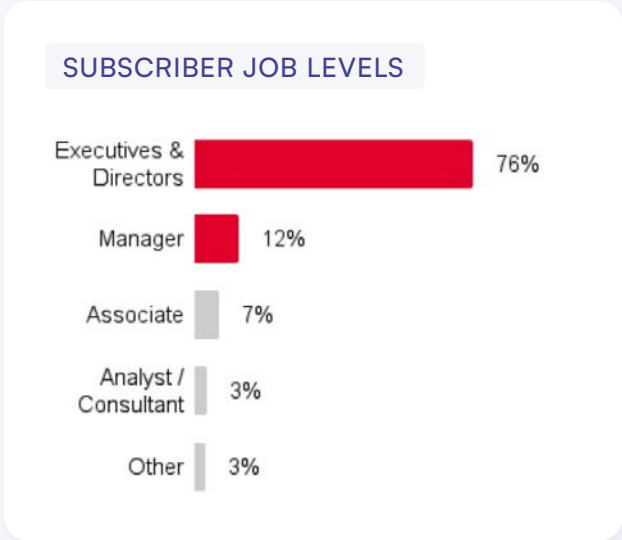 SUBSCRIBER JOB LEVELS
Executives &
Directors
76%
Manager
12%
Associate
7%
Analyst /
Consultant
3%
Other
3%